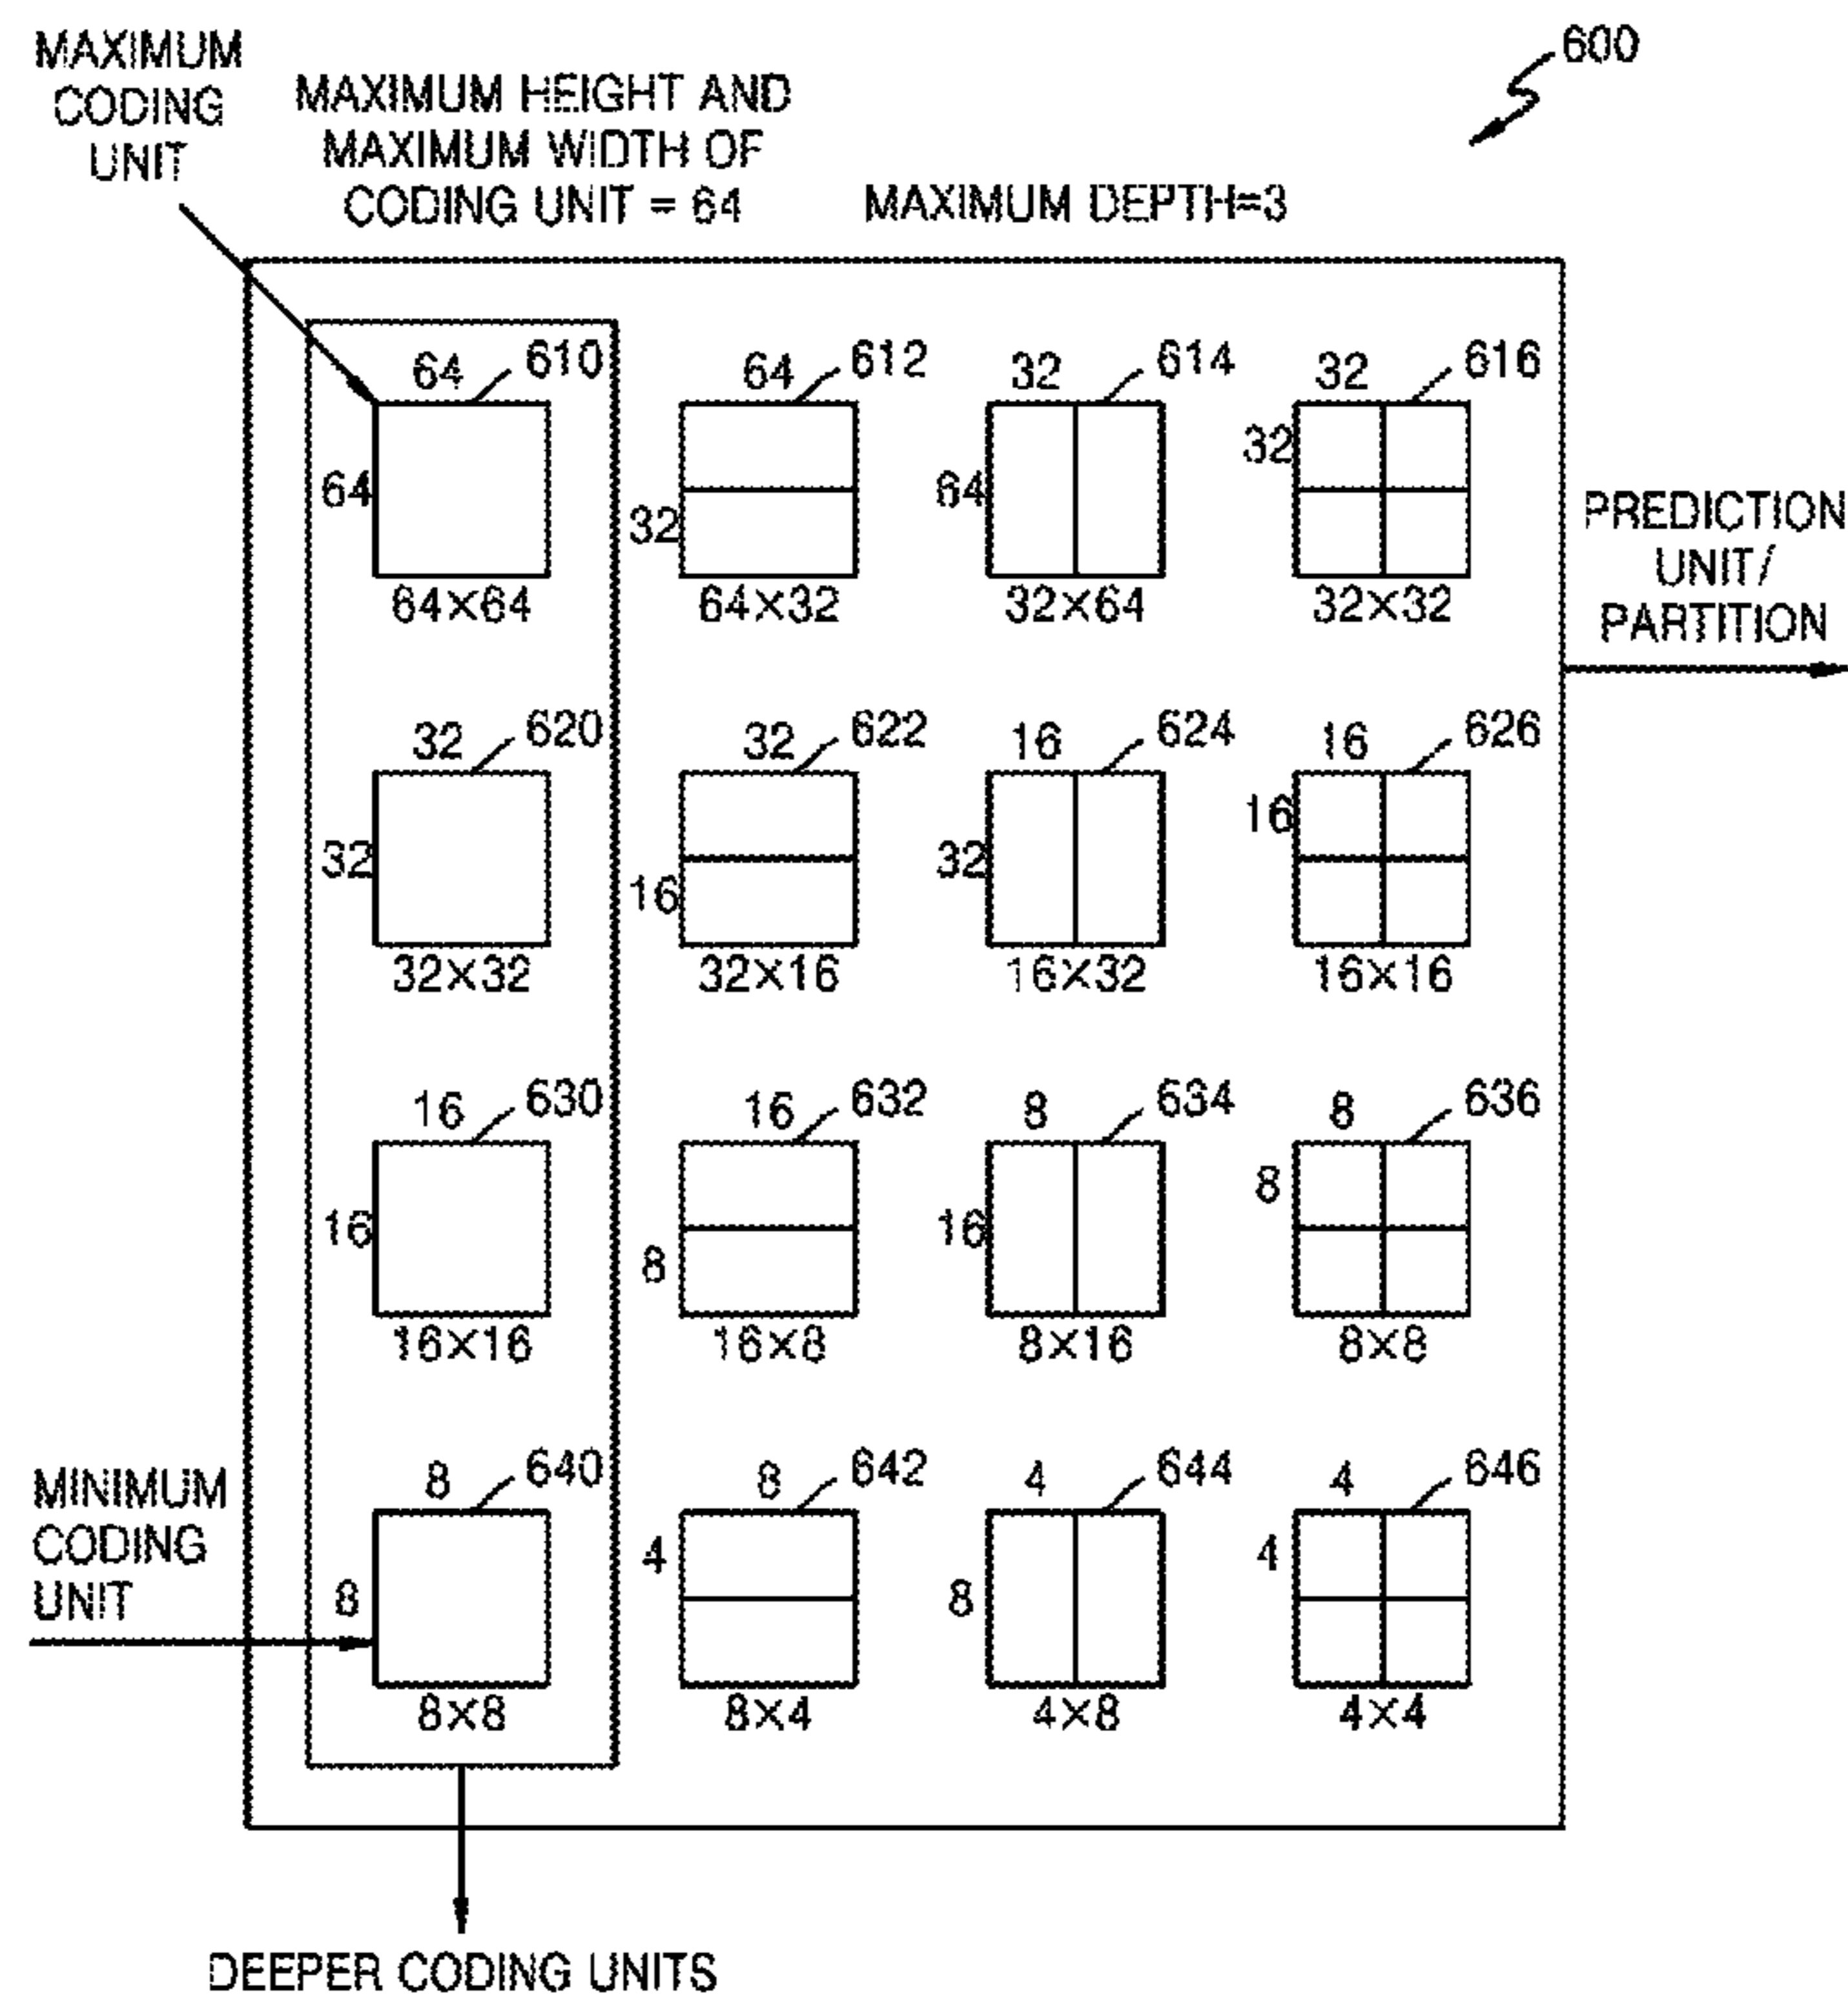 600
MAXIMUM
CODING
UNIT
MAXIMUM HEIGHT AND
MAXIMUM WIDTH OF
CODING UNIT = 64
MAXIMUM DEPTH=3
64 610 64 612 32 614 32 616
64 32 64 32
64×64 64×32 32×64 32×32
PREDICTION
UNIT/
PARTITION
32 620 32 622 16 624 16 626
32 16 32 16
32×32 32×16 16×32 16×16
16 630 16 632 8 634 8 636
16 8 16 8
16×16 16×8 8×16 8×8
MINIMUM
CODING
UNIT
8 640 8 642 4 644 4 646
8 4 8 4
8×8 8×4 4×8 4×4
DEEPER CODING UNITS